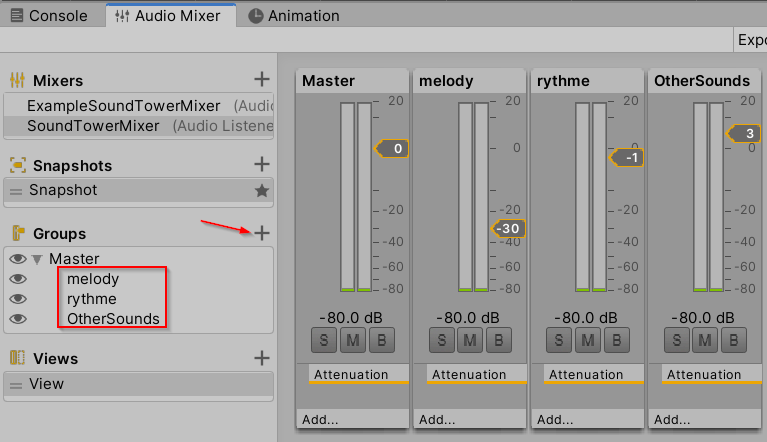 Console
Audio Mixer
Animation
Expo
Mixers
ExampleSoundTowerMixer (Audio
SoundTowerMixer (Audio Listene
Snapshots
Snapshot
Groups
Master
melody
rythme
OtherSounds
Views
View
Master
20
0
0
-20
-40
-60
-80
-80.0 dB
S M B
Attenuation
Add...
melody
20
0
-20
-30
-40
-60
-80
-80.0 dB
S M B
Attenuation
Add...
rythme
20
0
-1
-20
-40
-60
-80
-80.0 dB
S M B
Attenuation
Add...
OtherSounds
20
3
0
-20
-40
-60
-80
-80.0 dB
S M B
Attenuation
Add...